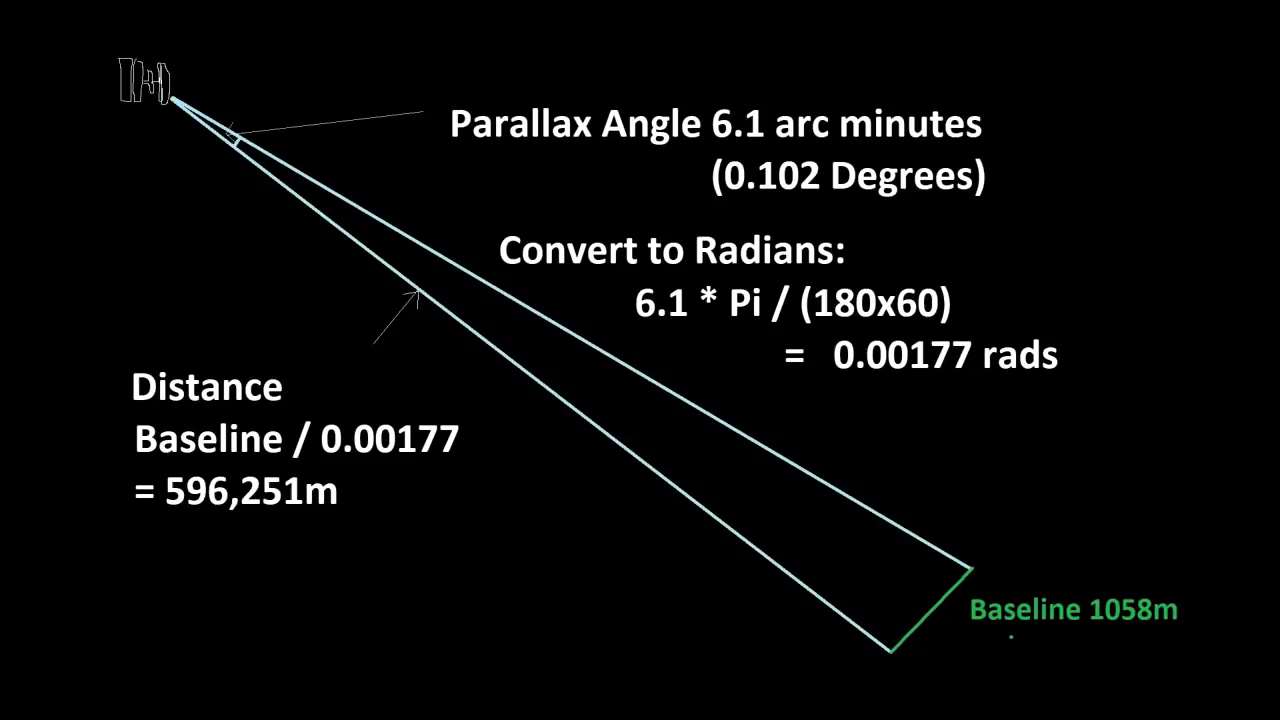 Parallax Angle 6.1 arc minutes
(0.102 Degrees)
Convert to Radians:
6.1 * Pi / (180x60)
= 0.00177 rads
Distance
Baseline / 0.00177
= 596,251m
Baseline 1058m